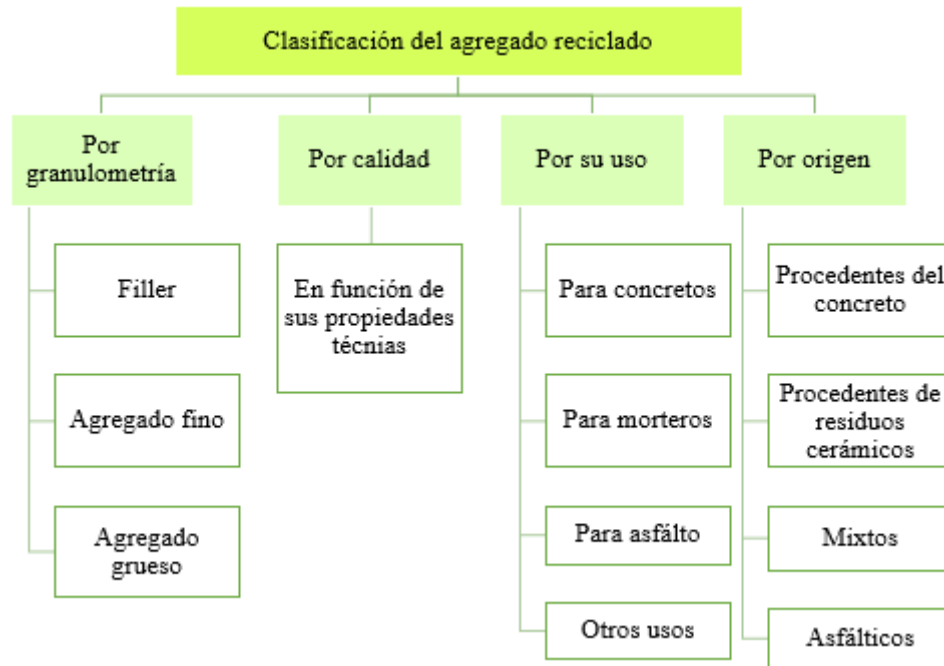 Clasificación del agregado reciclado
Por
granulometría
Filler
Agregado fino
Agregado
grueso
Por calidad
En función de
sus propiedades
técnias
Por su uso
Para concretos
Para morteros
Para asfálto
Otros usos
Por origen
Procedentes del
concreto
Procedentes de
residuos
cerámicos
Mixtos
Asfálticos